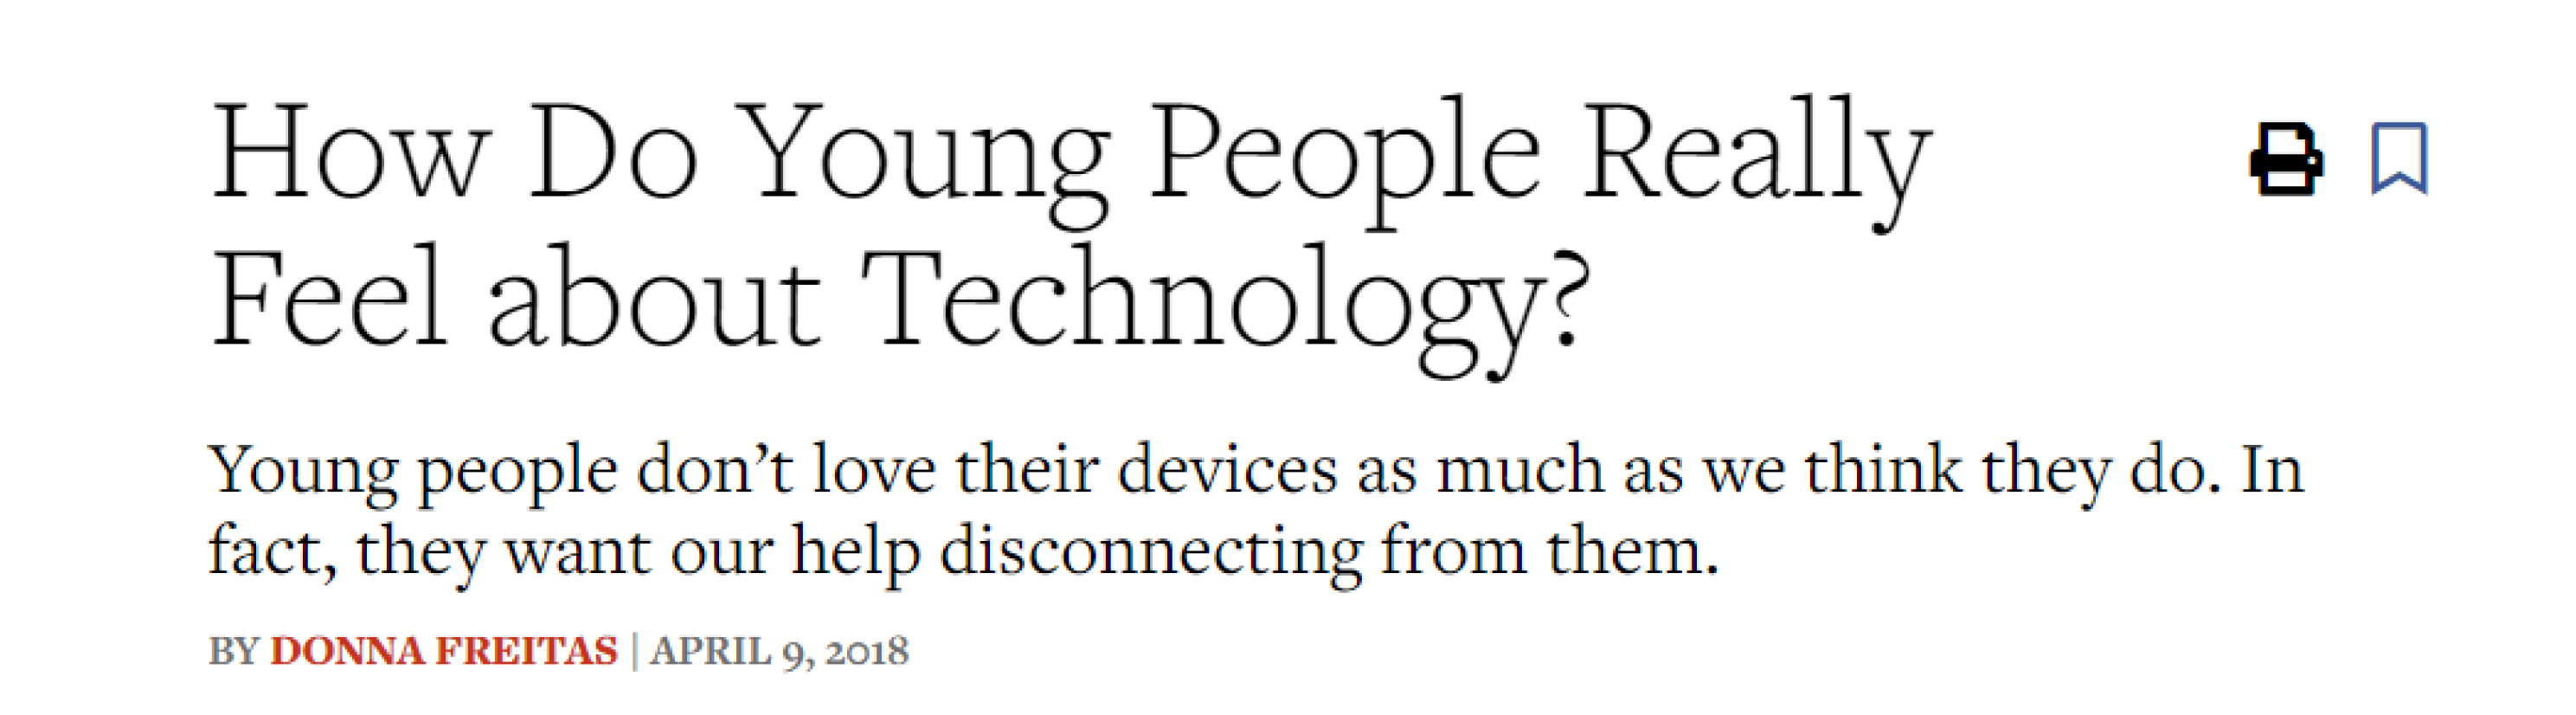 How Do Young People Really
Feel about Technology?
Young people don’t love their devices as much as we think they do. In
fact, they want our help disconnecting from them.
BY DONNA FREITAS | APRIL 9, 2018